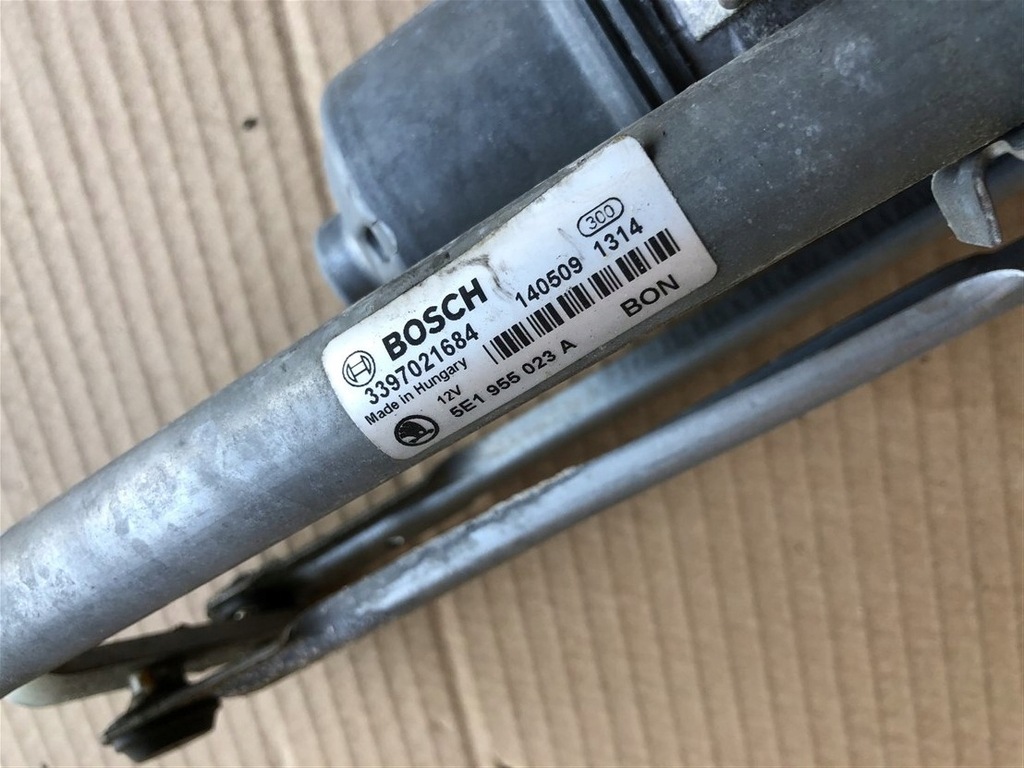 300
BOSCH
140509 1314
3397021684
Made in Hungary
12V
BON
5E1 955 023 A